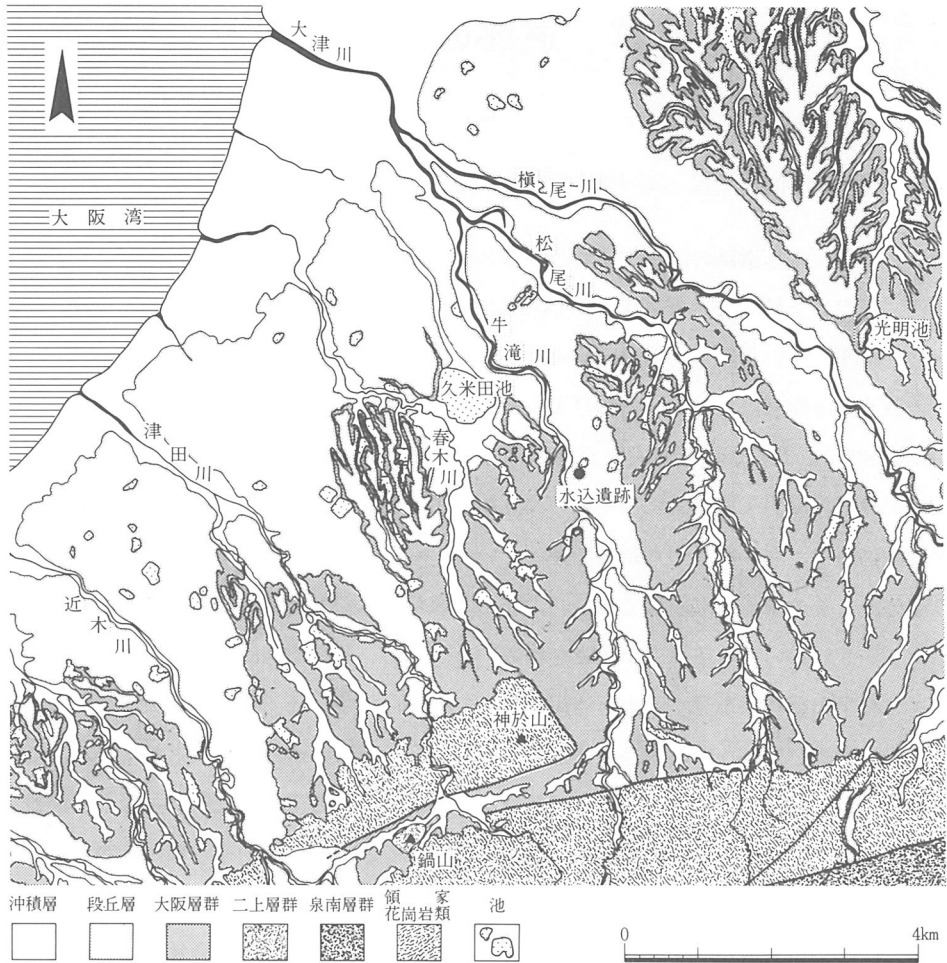 大津川
大阪湾
槇尾川
松尾川
光明池
牛滝川
久米田池
春木川
津田川
水込遺跡
近木川
神於山
鍋山
沖積層
段丘層
大阪層群
二上層群
泉南層群
領家
花崗岩類
池
0
4km